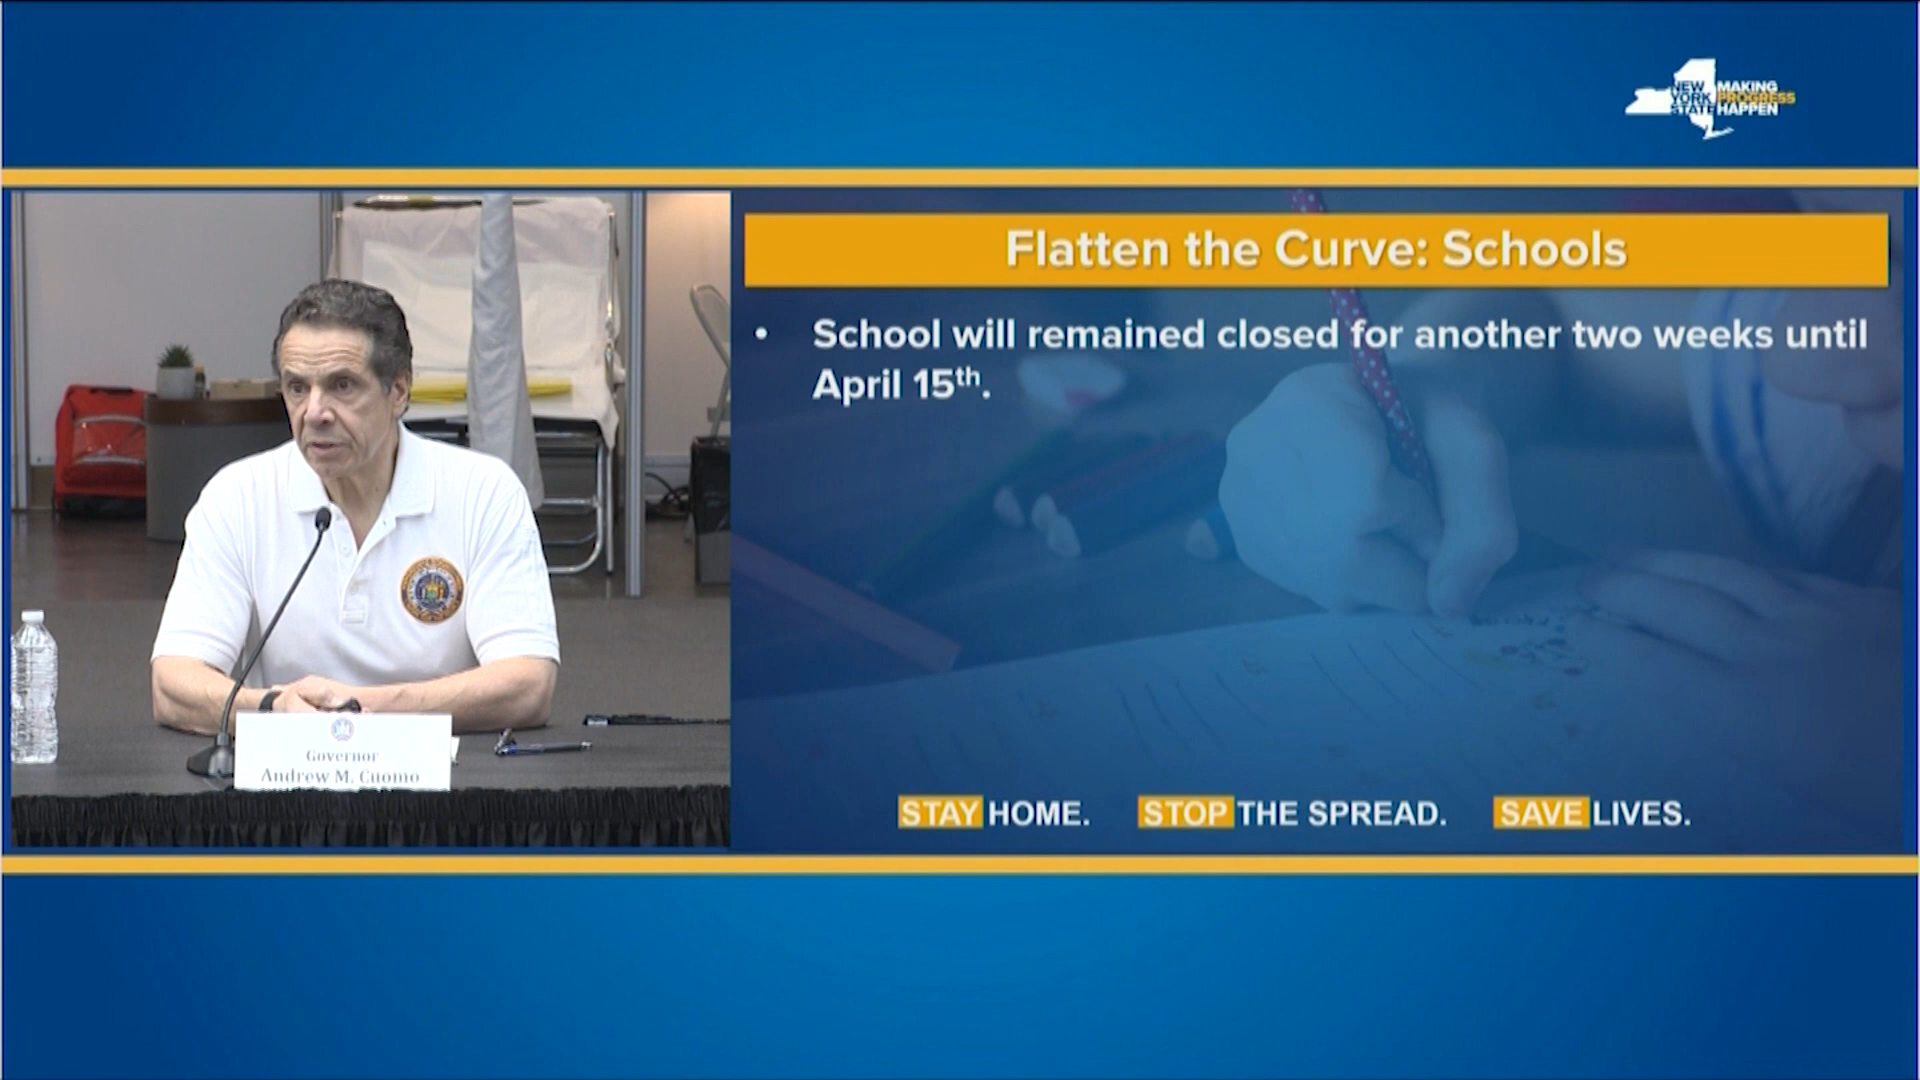 NEW
YORK
STATE
MAKING
PROGRESS
HAPPEN
Flatten the Curve: Schools
• School will remained closed for another two weeks until
April 15th.
Governor
Andrew M. Cuomo
STAY HOME. STOP THE SPREAD. SAVE LIVES.